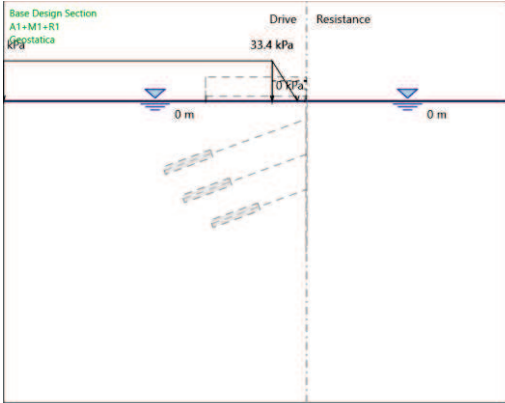 Base Design Section
A1+M1+R1
Geostatica
kPa
Drive
Resistance
33.4 kPa
0 kPa
0 m
0 m